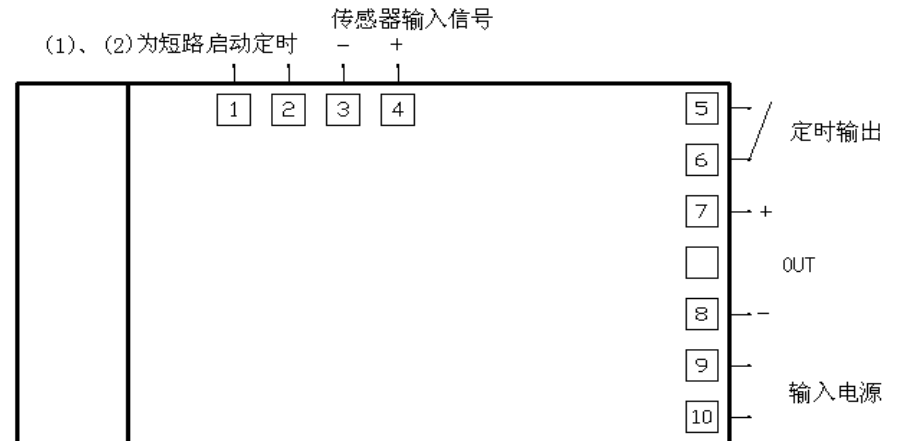 传感器输入信号
(1)、(2)为短路启动定时 - +
1 2 3 4
5
定时输出
6
7 +
OUT
8 -
9
输入电源
10